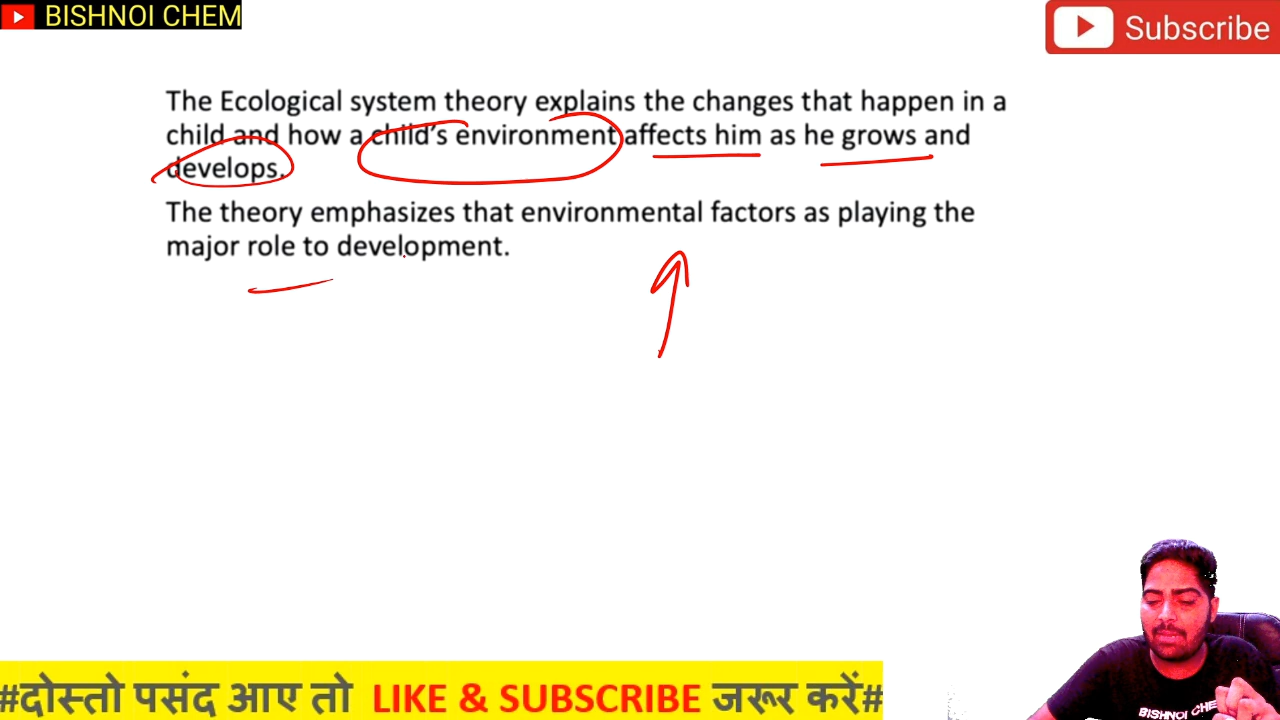 BISHNOI CHEM
Subscribe
The Ecological system theory explains the changes that happen in a
child and how a child's environment affects him as he grows and
develops.
The theory emphasizes that environmental factors as playing the
major role to development.
BISHNOI CHE
#दोस्तो पसंद आए तो LIKE & SUBSCRIBE जरूर करें#